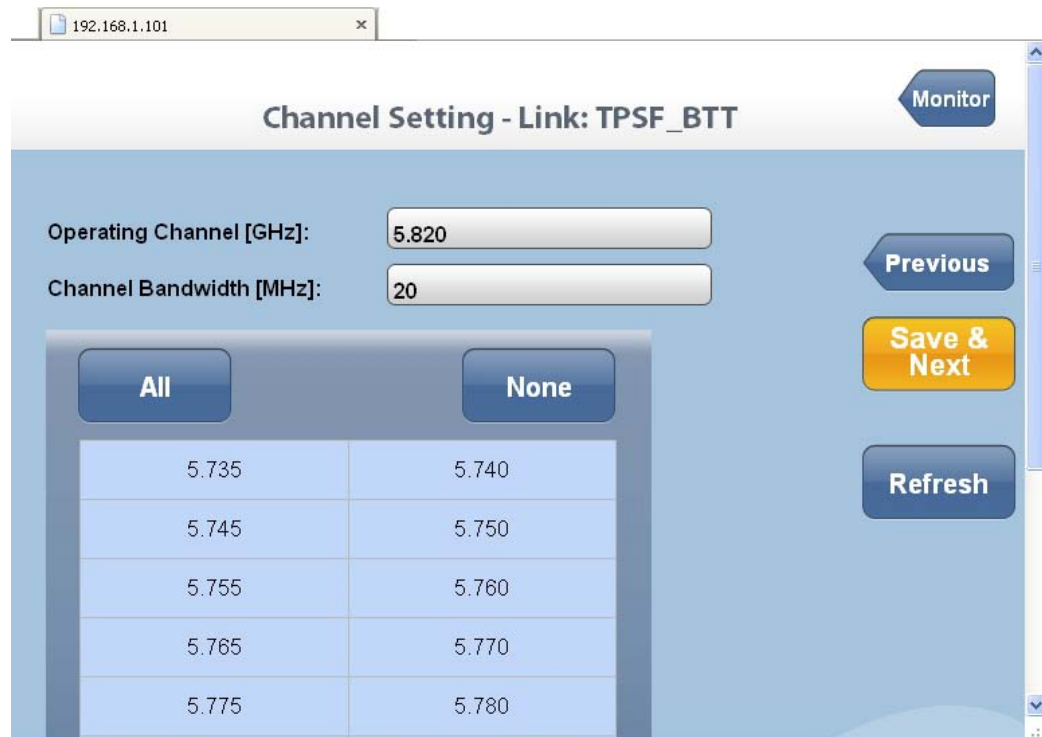 192.168.1.101
Monitor
Channel Setting - Link: TPSF_BTT
Operating Channel [GHz]: 5.820
Channel Bandwidth [MHz]: 20
Previous
Save &
Next
Refresh
All None
5.735 5.740
5.745 5.750
5.755 5.760
5.765 5.770
5.775 5.780